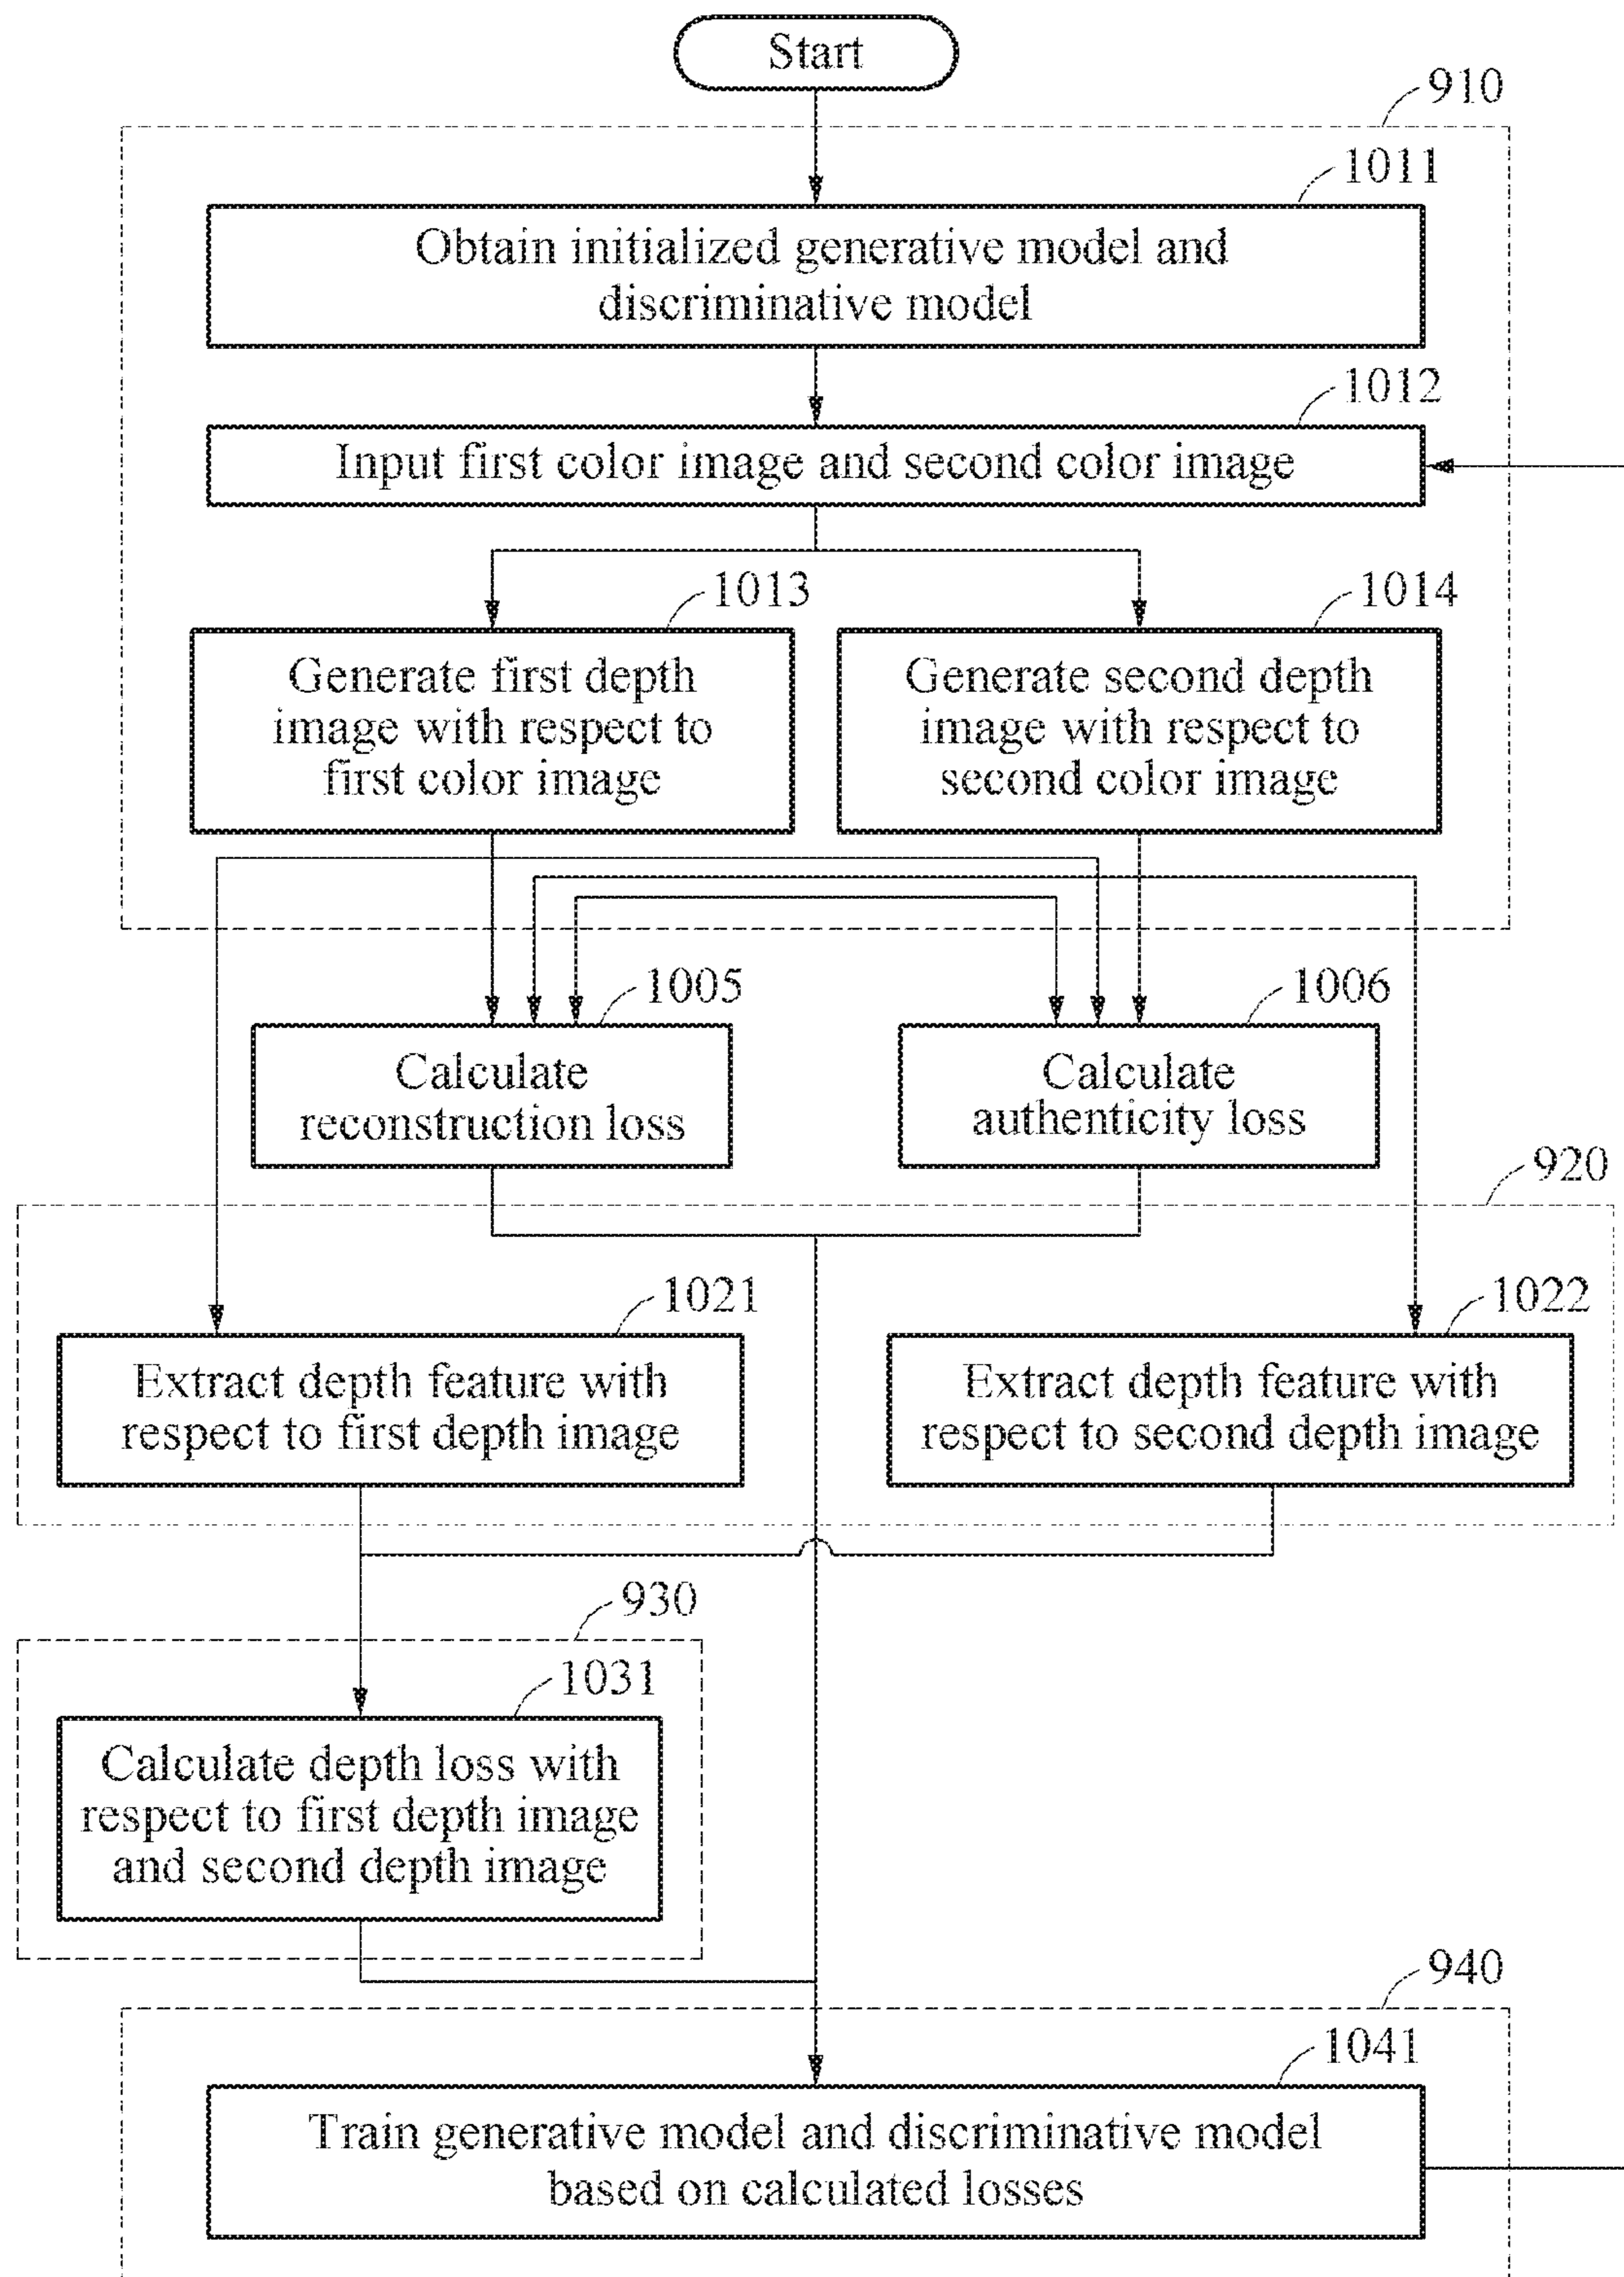 Start
910
1011
Obtain initialized generative model and
discriminative model
1012
Input first color image and second color image
1013
Generate first depth
image with respect to
first color image
1014
Generate second depth
image with respect to
second color image
1005
Calculate
reconstruction loss
1006
Calculate
authenticity loss
920
1021
Extract depth feature with
respect to first depth image
1022
Extract depth feature with
respect to second depth image
930
1031
Calculate depth loss with
respect to first depth image
and second depth image
940
1041
Train generative model and discriminative model
based on calculated losses